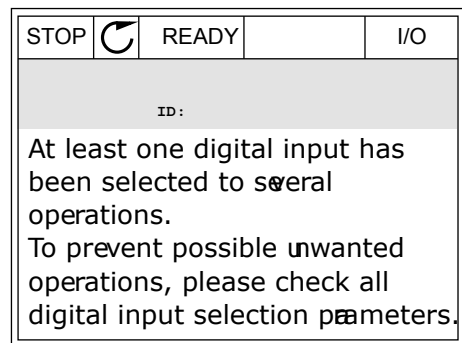 STOP READY I/O
ID:
At least one digital input has
been selected to several
operations.
To prevent possible unwanted
operations, please check all
digital input selection parameters.